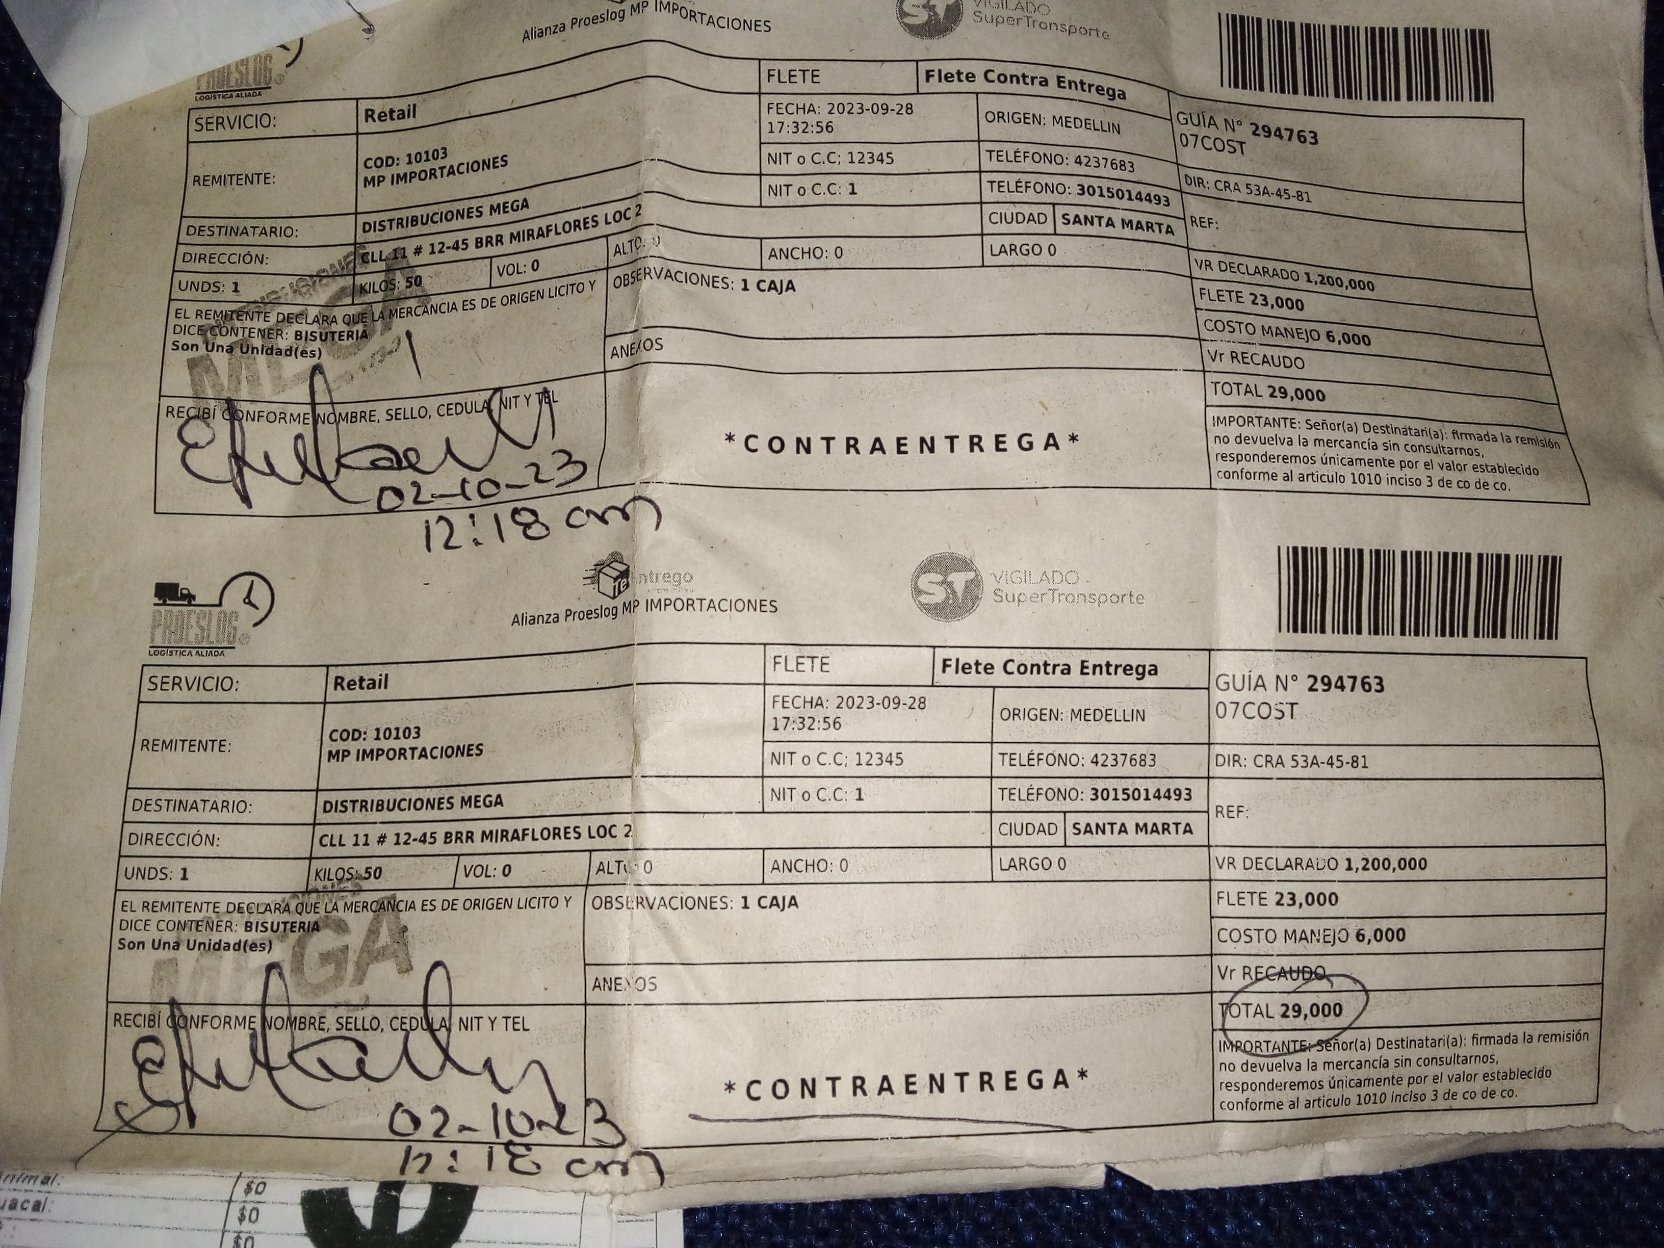 Alianza Proeslog MP IMPORTACIONES
VIGILADO
SuperTransporte
PROESLOG
LOGÍSTICA ALIADA
SERVICIO: Retail FLETE Flete Contra Entrega
REMITENTE: COD: 10103
MP IMPORTACIONES
FECHA: 2023-09-28
17:32:56
ORIGEN: MEDELLIN
GUÍA N° 294763
07COST
NIT o C.C; 12345 TELÉFONO: 4237683
DIR: CRA 53A-45-81
DESTINATARIO: DISTRIBUCIONES MEGA NIT o C.C: 1 TELÉFONO: 3015014493
REF:
DIRECCIÓN: CLL 11 # 12-45 BRR MIRAFLORES LOC 2 CIUDAD SANTA MARTA
UNDS: 1 KILOS: 50 VOL: 0 ALTO: 0 ANCHO: 0 LARGO 0
VR DECLARADO 1,200,000
EL REMITENTE DECLARA QUE LA MERCANCIA ES DE ORIGEN LICITO Y
DICE CONTENER: BISUTERIA
Son Una Unidad(es)
OBSERVACIONES: 1 CAJA
FLETE 23,000
COSTO MANEJO 6,000
ANEXOS
Vr RECAUDO
MEGA
TOTAL 29,000
RECIBÍ CONFORME NOMBRE, SELLO, CEDULA, NIT Y TEL
*CONTRAENTREGA*
IMPORTANTE: Señor(a) Destinatari(a): firmada la remisión
no devuelva la mercancía sin consultarnos,
responderemos únicamente por el valor establecido
conforme al articulo 1010 inciso 3 de co de co.
02-10-23
12:18 am
PROESLOG
LOGÍSTICA ALIADA
Te Entrego
Alianza Proeslog MP IMPORTACIONES
ST
VIGILADO
SuperTransporte
SERVICIO: Retail FLETE Flete Contra Entrega
GUÍA N° 294763
07COST
REMITENTE: COD: 10103
MP IMPORTACIONES
FECHA: 2023-09-28
17:32:56
ORIGEN: MEDELLIN
NIT o C.C; 12345 TELÉFONO: 4237683
DIR: CRA 53A-45-81
DESTINATARIO: DISTRIBUCIONES MEGA NIT o C.C: 1 TELÉFONO: 3015014493
REF:
DIRECCIÓN: CLL 11 # 12-45 BRR MIRAFLORES LOC 2 CIUDAD SANTA MARTA
UNDS: 1 KILOS: 50 VOL: 0 ALTO: 0 ANCHO: 0 LARGO 0
VR DECLARADO 1,200,000
EL REMITENTE DECLARA QUE LA MERCANCIA ES DE ORIGEN LICITO Y
DICE CONTENER: BISUTERIA
Son Una Unidad(es)
OBSERVACIONES: 1 CAJA
FLETE 23,000
COSTO MANEJO 6,000
MEGA
ANEXOS
Vr RECAUDO
TOTAL 29,000
RECIBÍ CONFORME NOMBRE, SELLO, CEDULA, NIT Y TEL
*CONTRAENTREGA*
IMPORTANTE: Señor(a) Destinatari(a): firmada la remisión
no devuelva la mercancía sin consultarnos,
responderemos únicamente por el valor establecido
conforme al articulo 1010 inciso 3 de co de co.
02-10-23
12:18 am
$0
$0
$0